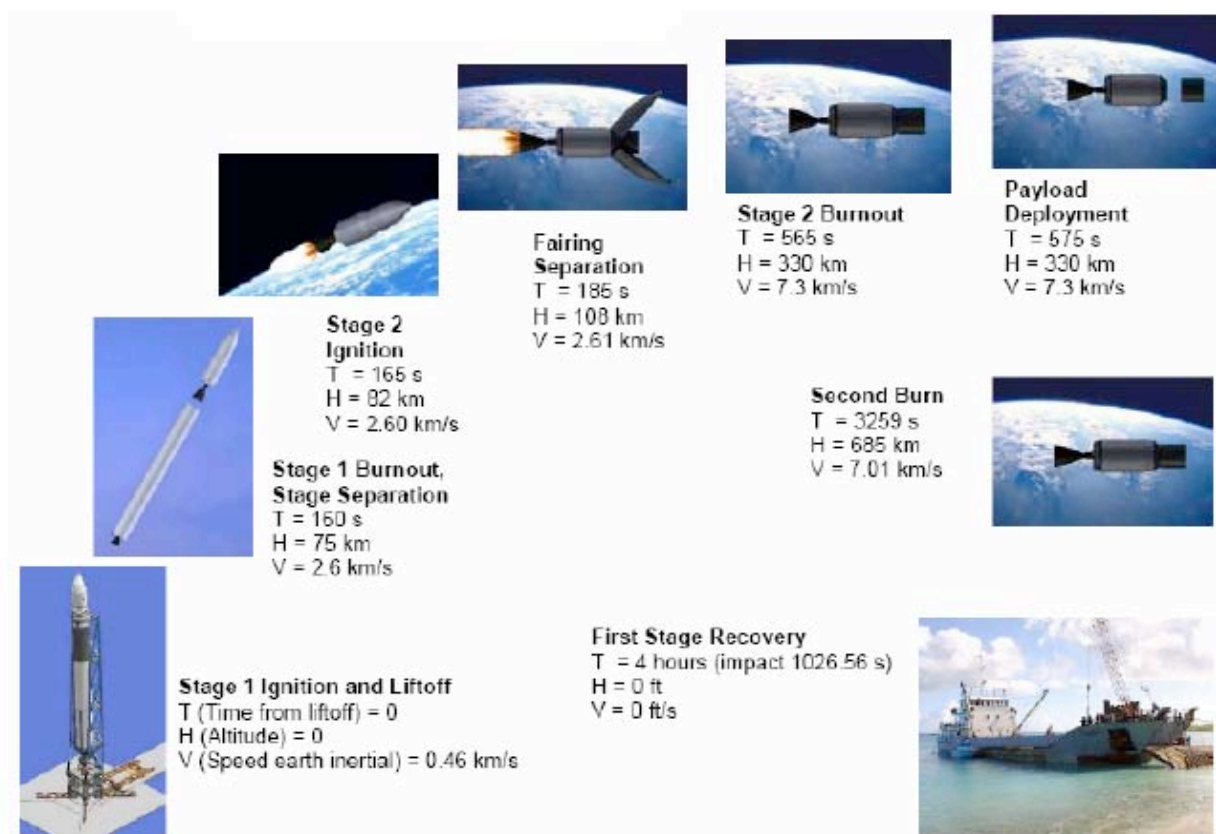 Stage 1 Ignition and Liftoff
T (Time from liftoff) = 0
H (Altitude) = 0
V (Speed earth inertial) = 0.46 km/s
Stage 1 Burnout,
Stage Separation
T = 160 s
H = 75 km
V = 2.6 km/s
Stage 2
Ignition
T = 165 s
H = 82 km
V = 2.60 km/s
Fairing
Separation
T = 185 s
H = 108 km
V = 2.61 km/s
Stage 2 Burnout
T = 565 s
H = 330 km
V = 7.3 km/s
Payload
Deployment
T = 575 s
H = 330 km
V = 7.3 km/s
Second Burn
T = 3259 s
H = 685 km
V = 7.01 km/s
First Stage Recovery
T = 4 hours (impact 1026.56 s)
H = 0 ft
V = 0 ft/s